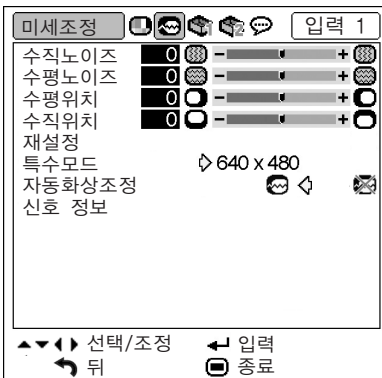 미세조정 입력 1
수직노이즈 0 - +
수평노이즈 0 - +
수평위치 0 - +
수직위치 0 - +
재설정
특수모드 640 x 480
자동화상조정
신호 정보
선택/조정 입력
뒤 종료